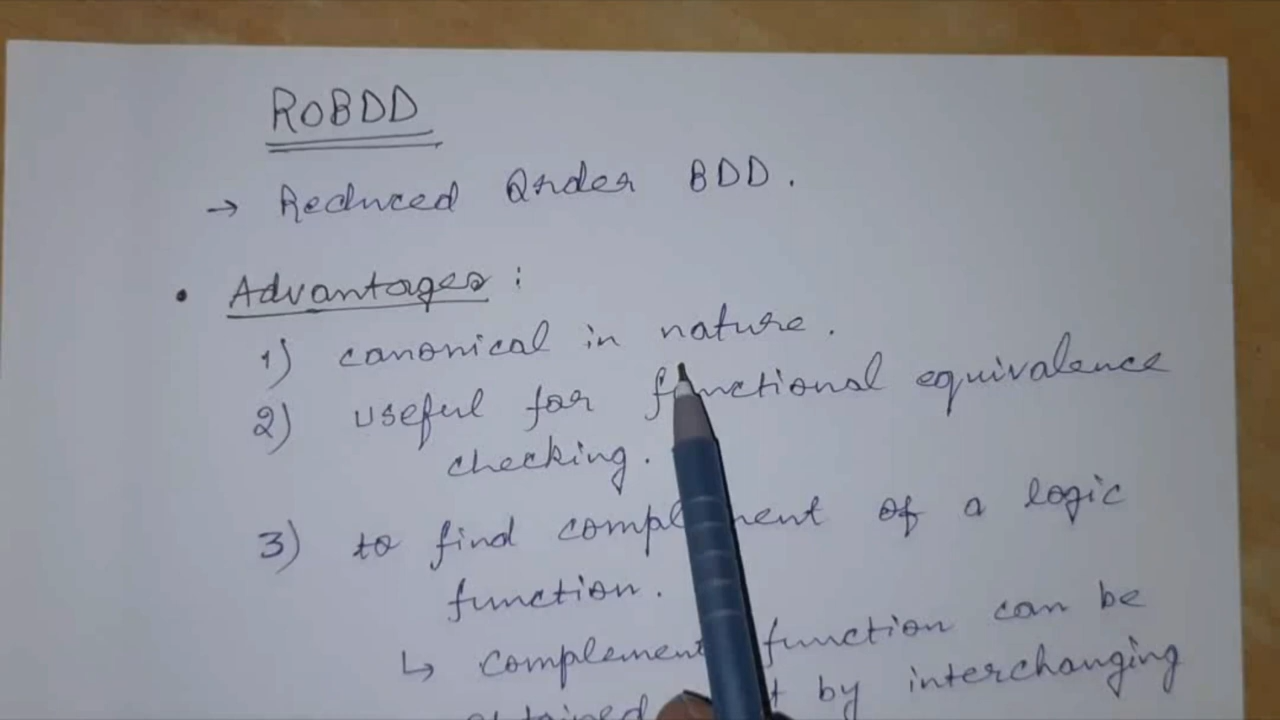 ROBDD
→ Reduced Order BDD.
• Advantages :
1) canonical in nature.
2) useful for functional equivalence
checking.
3) to find complement of a logic
function.
↳ complement function can be
obtained by interchanging